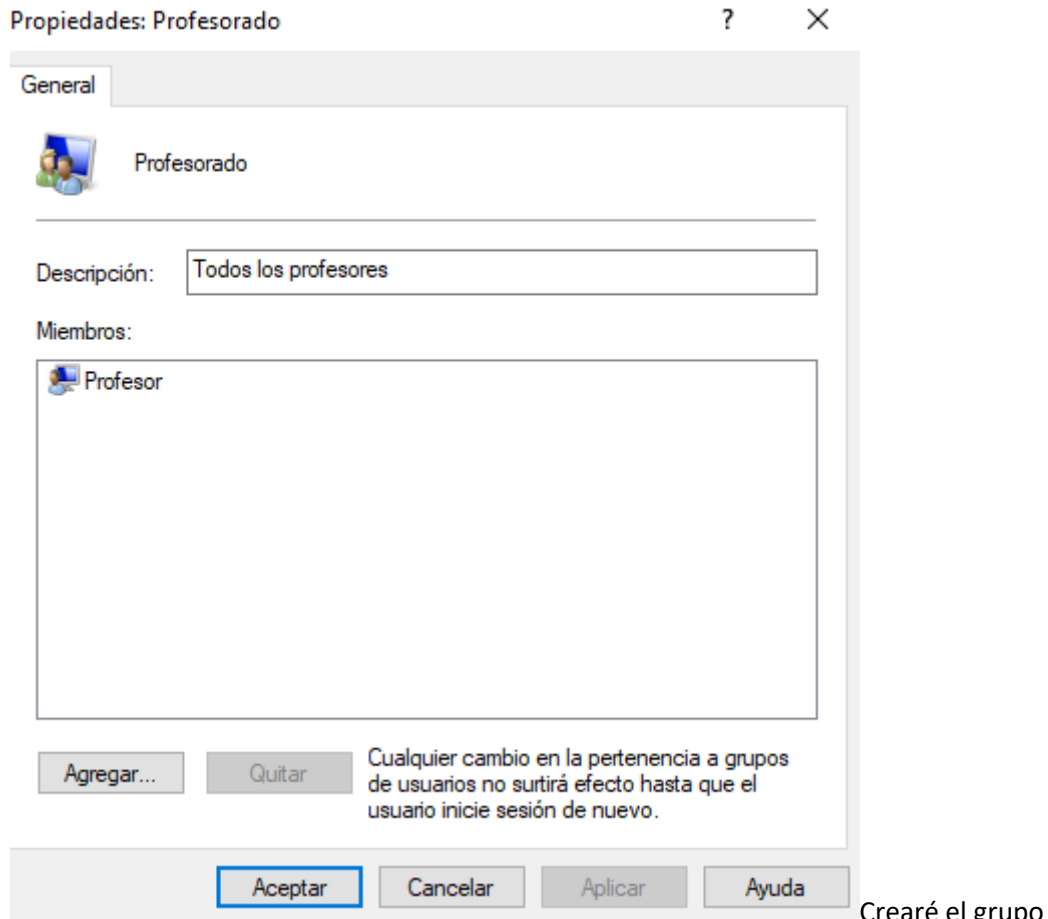 Propiedades: Profesorado
?
General
Profesorado
Descripción:
Todos los profesores
Miembros:
Profesor
Agregar...
Quitar
Cualquier cambio en la pertenencia a grupos
de usuarios no surtirá efecto hasta que el
usuario inicie sesión de nuevo.
Aceptar
Cancelar
Aplicar
Ayuda
Crearé el grupo